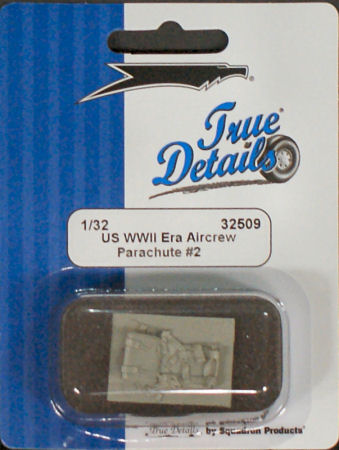 True
Details
1/32 32509
US WWII Era Aircrew
Parachute #2
True Details by Squadron Products